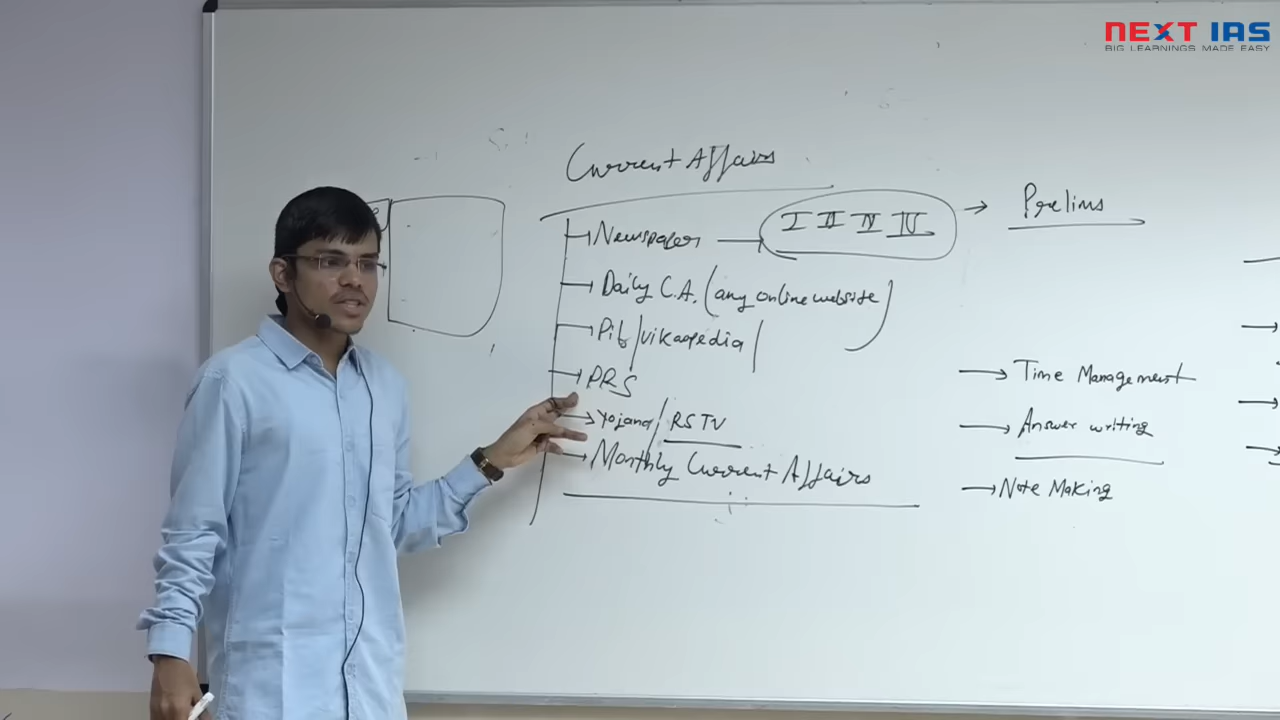 NEXT IAS
BIG LEARNINGS MADE EASY
Current Affairs
Newspaper
I II IV IV
Prelims
Daily C.A. (any online website)
Pib/vikaspedia/
PRS
Yojana/RSTV
Monthly Current Affairs
Time Management
Answer writing
Note Making